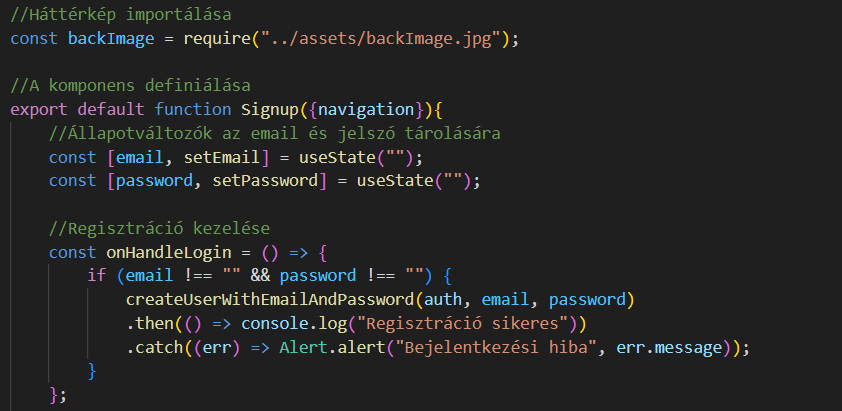 //Háttérkép importálása
const backImage = require("../assets/backImage.jpg");
//A komponens definiálása
export default function Signup({navigation}){
//Állapotváltozók az email és jelszó tárolására
const [email, setEmail] = useState("");
const [password, setPassword] = useState("");
//Regisztráció kezelése
const onHandleLogin = () => {
if (email !== "" && password !== "") {
createUserWithEmailAndPassword(auth, email, password)
.then(() => console.log("Regisztráció sikeres"))
.catch((err) => Alert.alert("Bejelentkezési hiba", err.message));
}
};